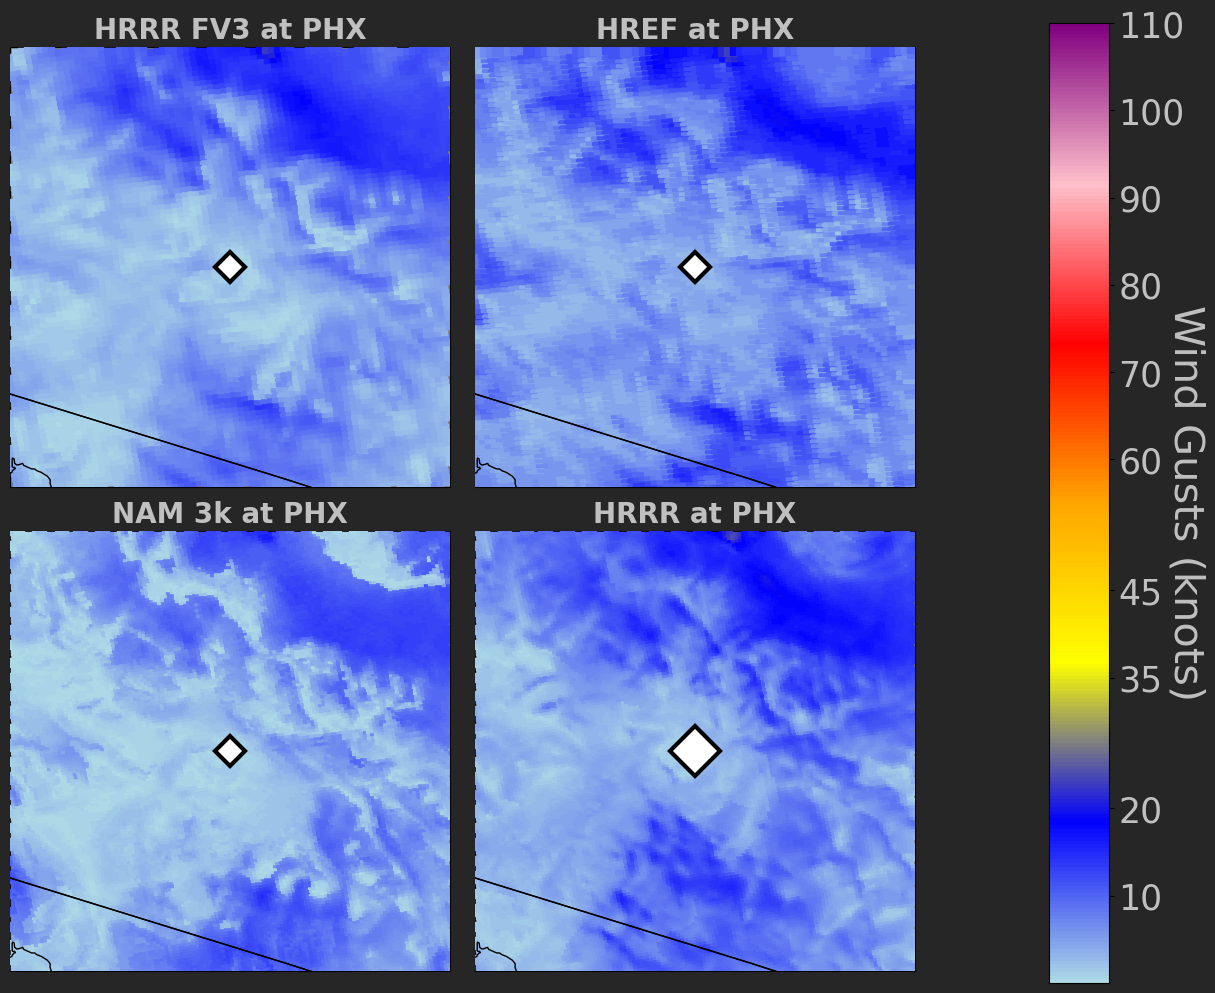 HRRR FV3 at PHX
HREF at PHX
NAM 3k at PHX
HRRR at PHX
110
100
90
80
70
60
45
35
20
10
Wind Gusts (knots)